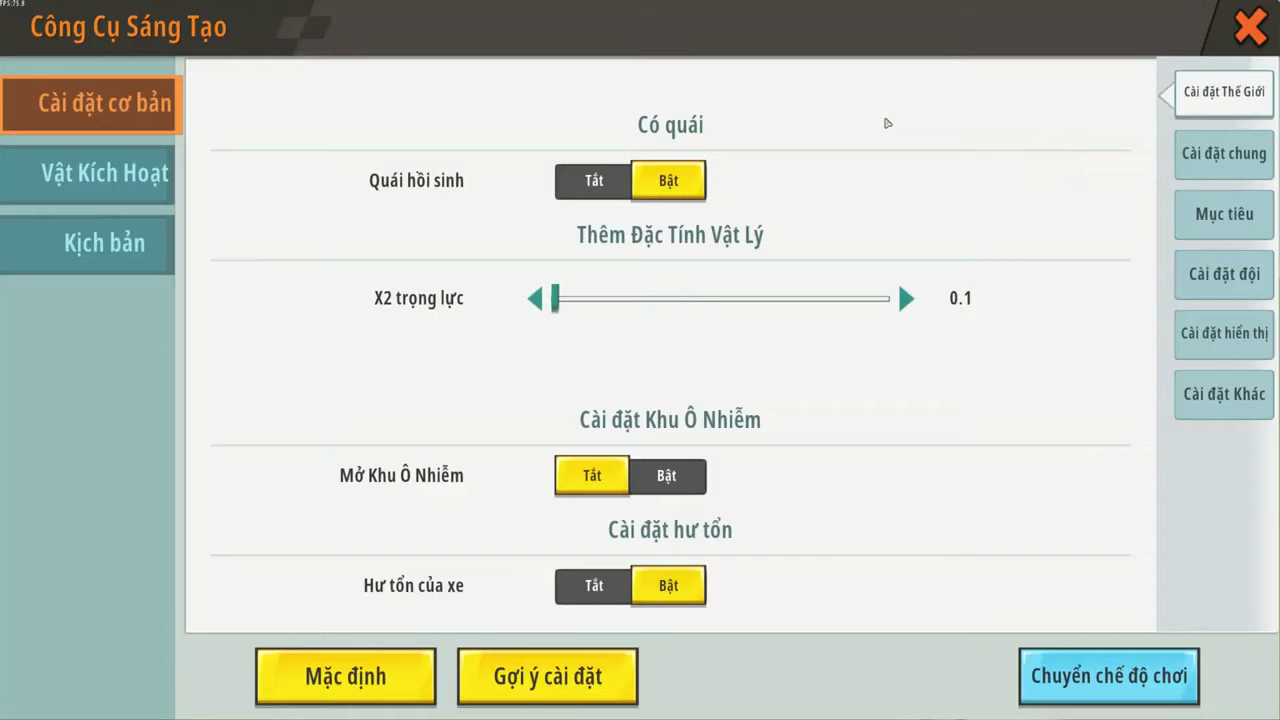 FPS:75.8
Công Cụ Sáng Tạo
Cài đặt cơ bản
Vật Kích Hoạt
Kịch bản
Có quái
Quái hồi sinh
Tắt
Bật
Thêm Đặc Tính Vật Lý
X2 trọng lực
0.1
Cài đặt Khu Ô Nhiễm
Mở Khu Ô Nhiễm
Tắt
Bật
Cài đặt hư tổn
Hư tổn của xe
Tắt
Bật
Mặc định
Gợi ý cài đặt
Chuyển chế độ chơi
Cài đặt Thế Giới
Cài đặt chung
Mục tiêu
Cài đặt đội
Cài đặt hiển thị
Cài đặt Khác